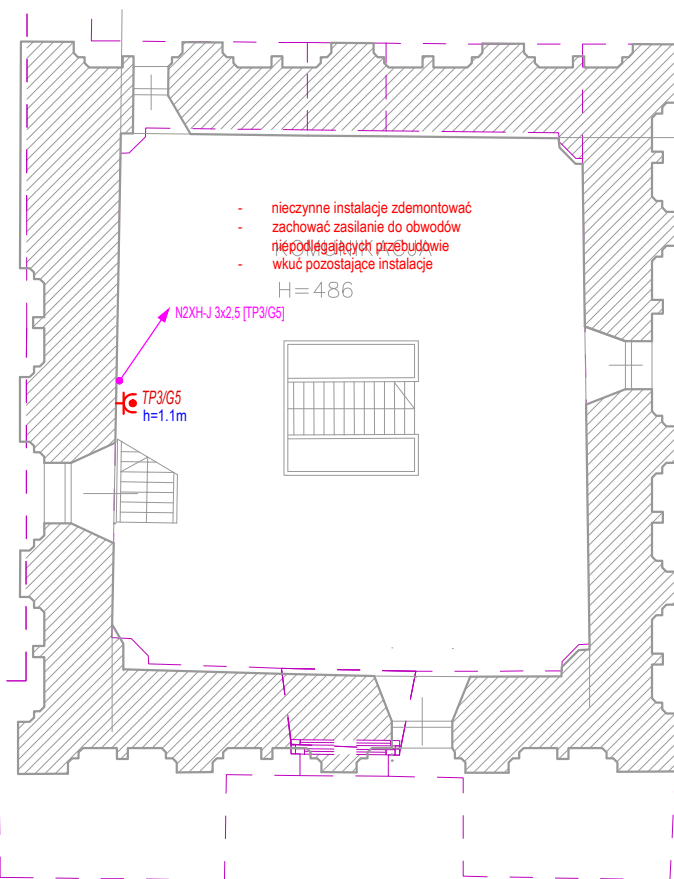 - nieczynne instalacje zdemontować
- zachować zasilanie do obwodów
niepodlegających przebudowie
KOMUNIKACJA
- wkuć pozostające instalacje
H=486
N2XH-J 3x2,5 [TP3/G5]
TP3/G5
h=1.1m